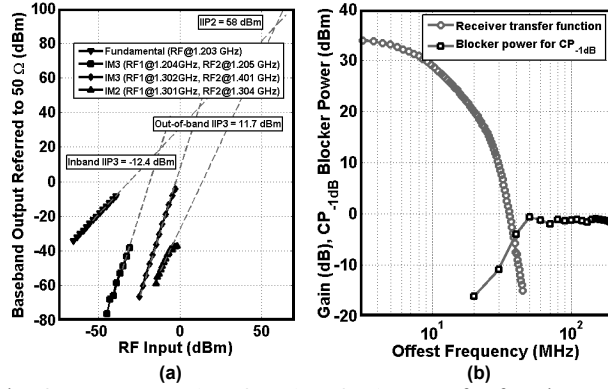 IIP2 = 58 dBm
Fundamental (RF@1.203 GHz)
IM3 (RF1@1.204GHz, RF2@1.205 GHz)
IM3 (RF1@1.302GHz, RF2@1.401 GHz)
IM2 (RF1@1.301GHz, RF2@1.304 GHz)
Out-of-band IIP3 = 11.7 dBm
Inband IIP3 = -12.4 dBm
Baseband Output Referred to 50 Ω (dBm)
100
80
60
40
20
0
-20
-40
-60
-80
-50
0
50
RF Input (dBm)
(a)
Receiver transfer function
Blocker power for CP-1dB
Gain (dB), CP-1dB Blocker Power (dBm)
40
30
20
10
0
-10
-20
10^1
10^2
Offest Frequency (MHz)
(b)